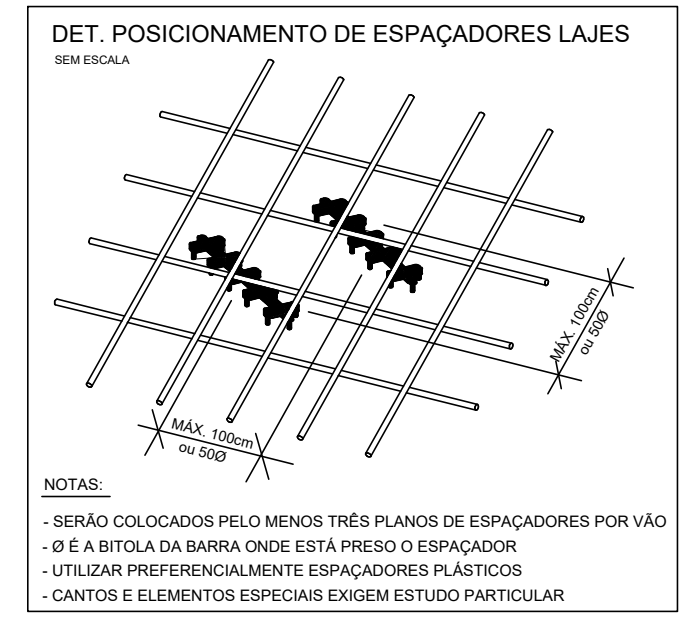 DET. POSICIONAMENTO DE ESPAÇADORES LAJES
SEM ESCALA
MÁX. 100cm
ou 50Ø
MÁX. 100cm
ou 50Ø
NOTAS:
- SERÃO COLOCADOS PELO MENOS TRÊS PLANOS DE ESPAÇADORES POR VÃO
- Ø É A BITOLA DA BARRA ONDE ESTÁ PRESO O ESPAÇADOR
- UTILIZAR PREFERENCIALMENTE ESPAÇADORES PLÁSTICOS
- CANTOS E ELEMENTOS ESPECIAIS EXIGEM ESTUDO PARTICULAR